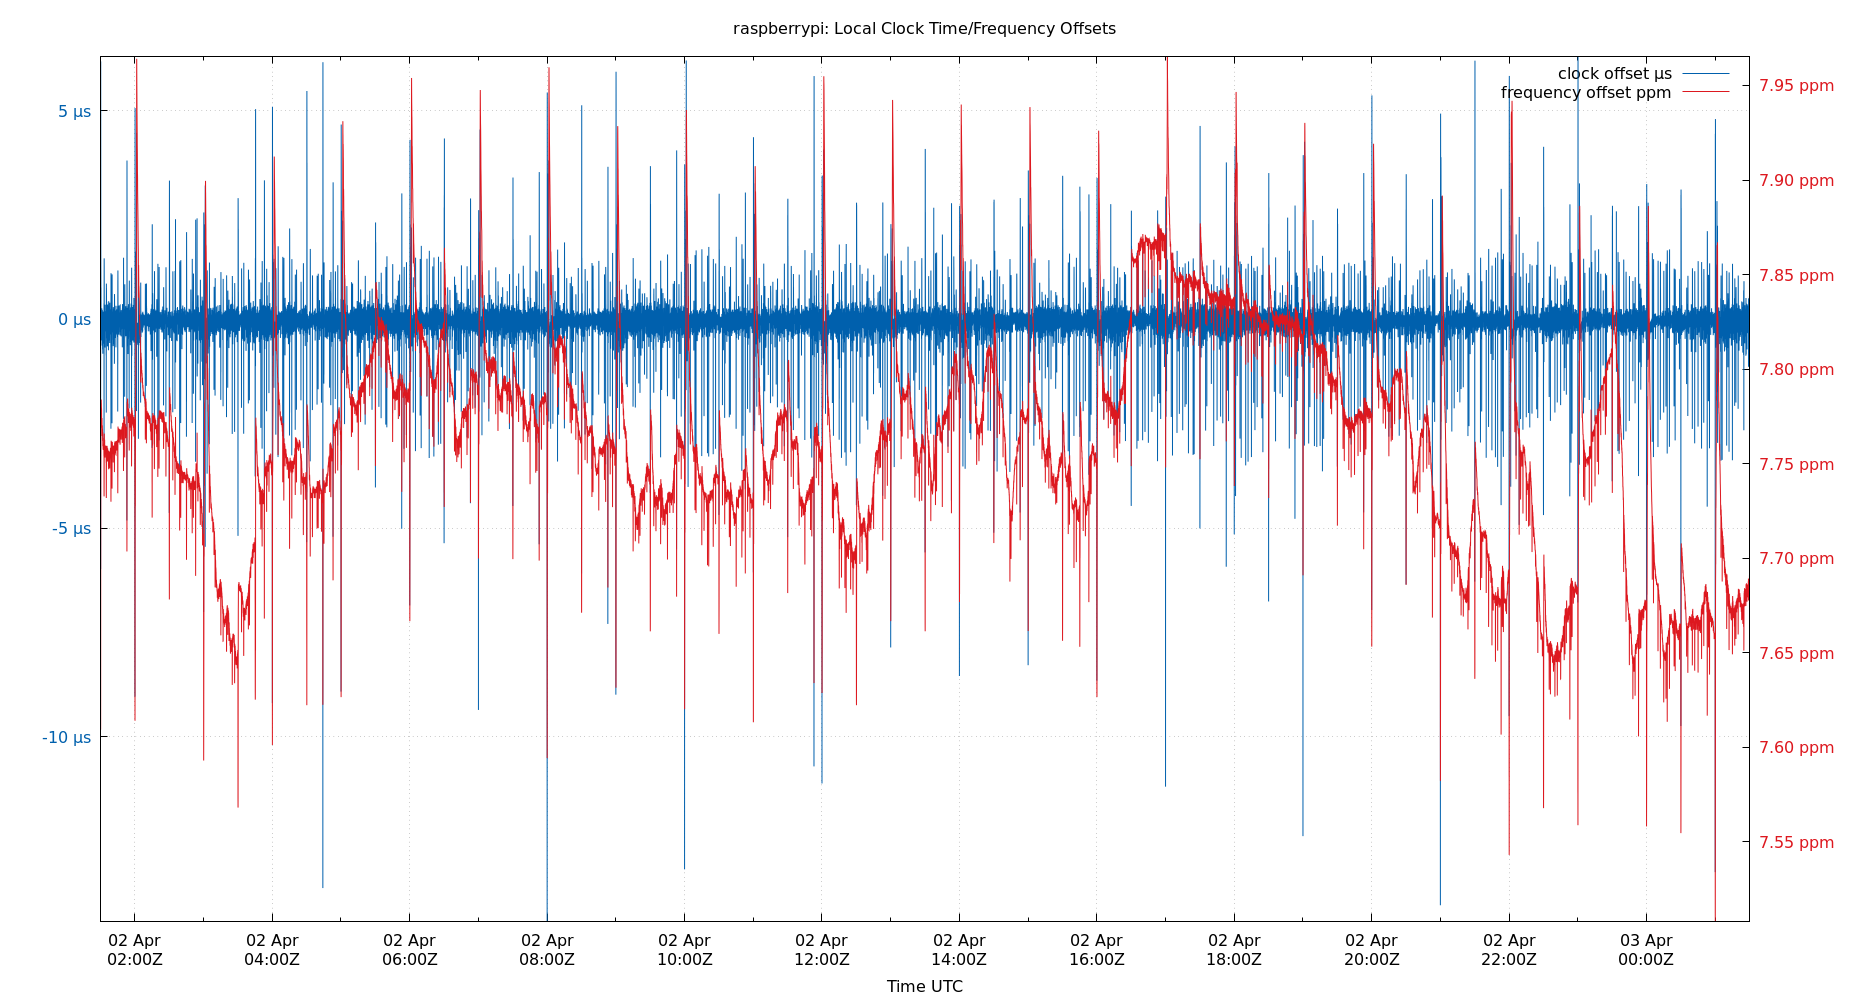 raspberrypi: Local Clock Time/Frequency Offsets
clock offset µs
frequency offset ppm
5 µs
0 µs
-5 µs
-10 µs
7.95 ppm
7.90 ppm
7.85 ppm
7.80 ppm
7.75 ppm
7.70 ppm
7.65 ppm
7.60 ppm
7.55 ppm
02 Apr 02 Apr 02 Apr 02 Apr 02 Apr 02 Apr 02 Apr 02 Apr 02 Apr 02 Apr 02 Apr 03 Apr
02:00Z 04:00Z 06:00Z 08:00Z 10:00Z 12:00Z 14:00Z 16:00Z 18:00Z 20:00Z 22:00Z 00:00Z
Time UTC